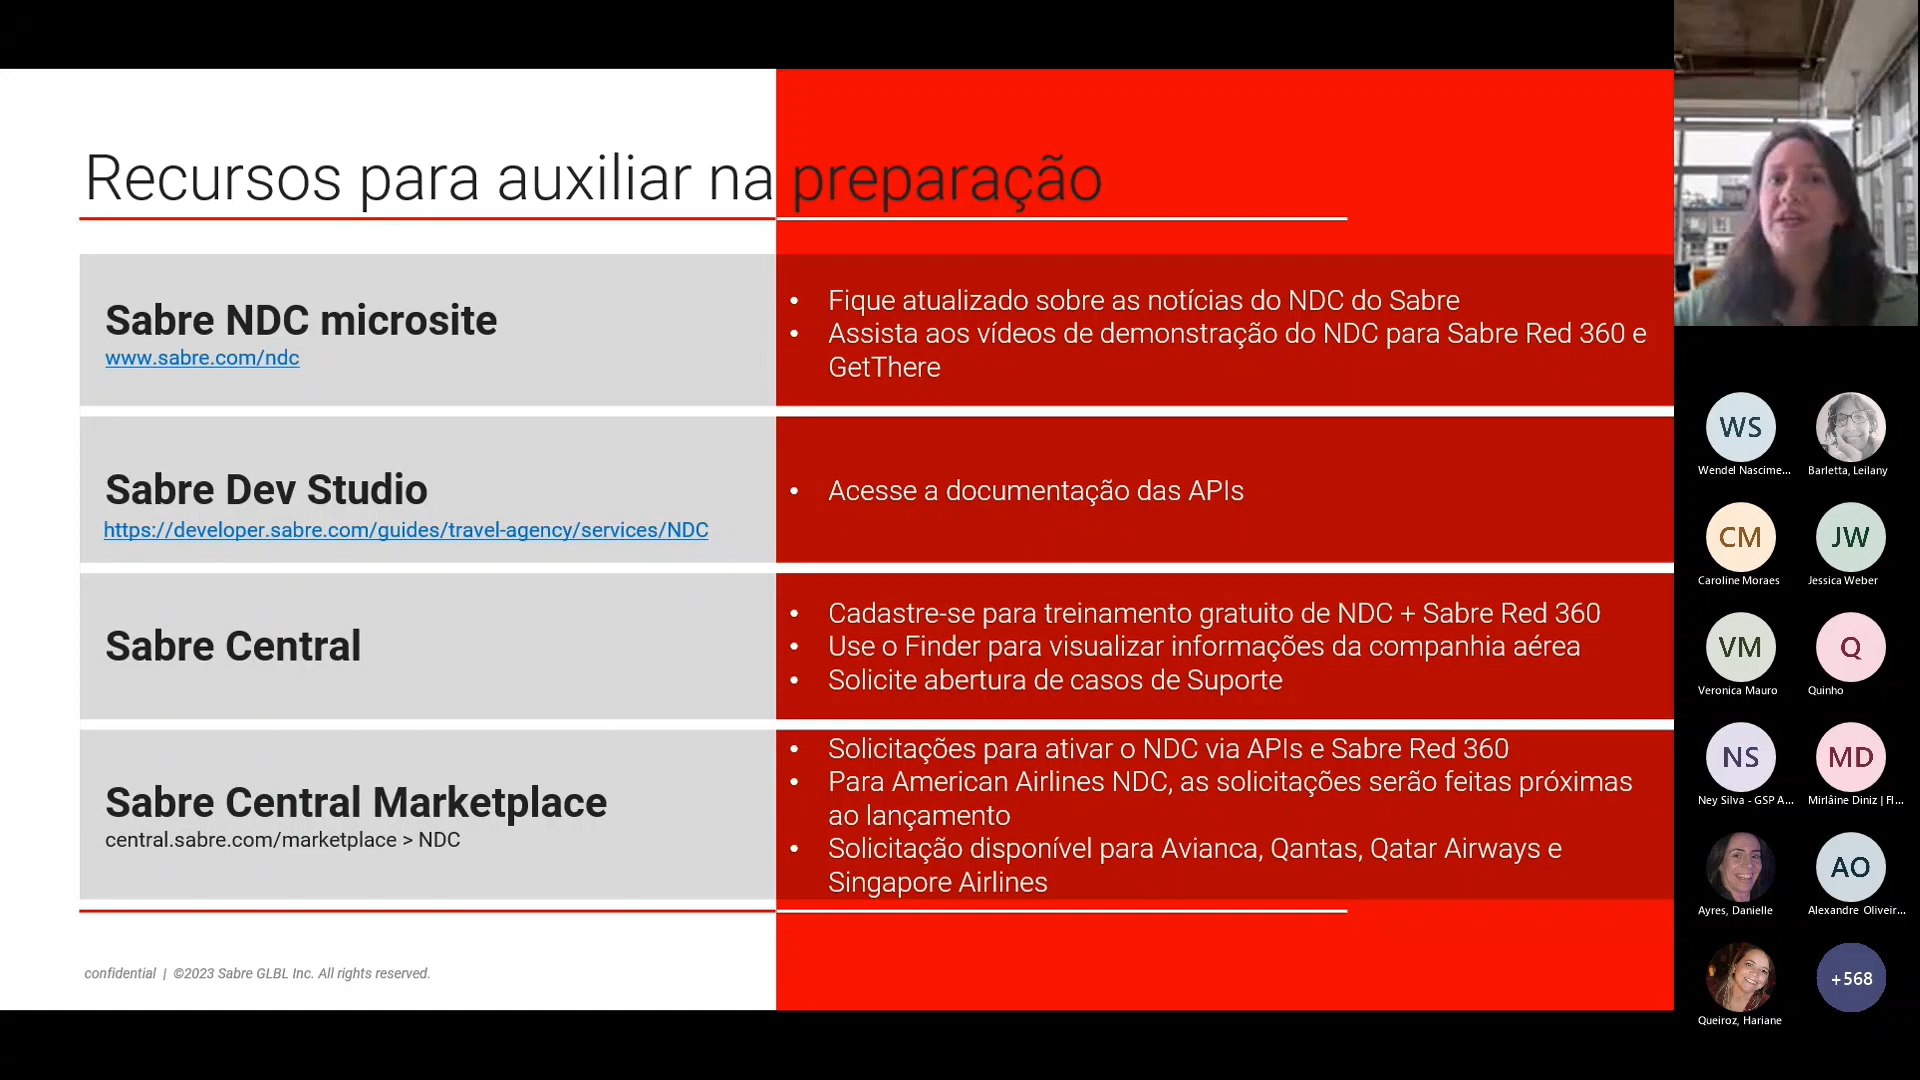 Recursos para auxiliar na preparação
Sabre NDC microsite
www.sabre.com/ndc
• Fique atualizado sobre as notícias do NDC do Sabre
• Assista aos vídeos de demonstração do NDC para Sabre Red 360 e
GetThere
Sabre Dev Studio
https://developer.sabre.com/guides/travel-agency/services/NDC
• Acesse a documentação das APIs
Sabre Central
• Cadastre-se para treinamento gratuito de NDC + Sabre Red 360
• Use o Finder para visualizar informações da companhia aérea
• Solicite abertura de casos de Suporte
Sabre Central Marketplace
central.sabre.com/marketplace > NDC
• Solicitações para ativar o NDC via APIs e Sabre Red 360
• Para American Airlines NDC, as solicitações serão feitas próximas
ao lançamento
• Solicitação disponível para Avianca, Qantas, Qatar Airways e
Singapore Airlines
confidential | ©2023 Sabre GLBL Inc. All rights reserved.
WS
Wendel Nascime...
Barletta, Leilany
CM
Caroline Moraes
JW
Jessica Weber
VM
Veronica Mauro
Q
Quinho
NS
Ney Silva - GSP A...
MD
Mirlâine Diniz | Fl...
Ayres, Danielle
AO
Alexandre Oliveir...
Queiroz, Hariane
+568